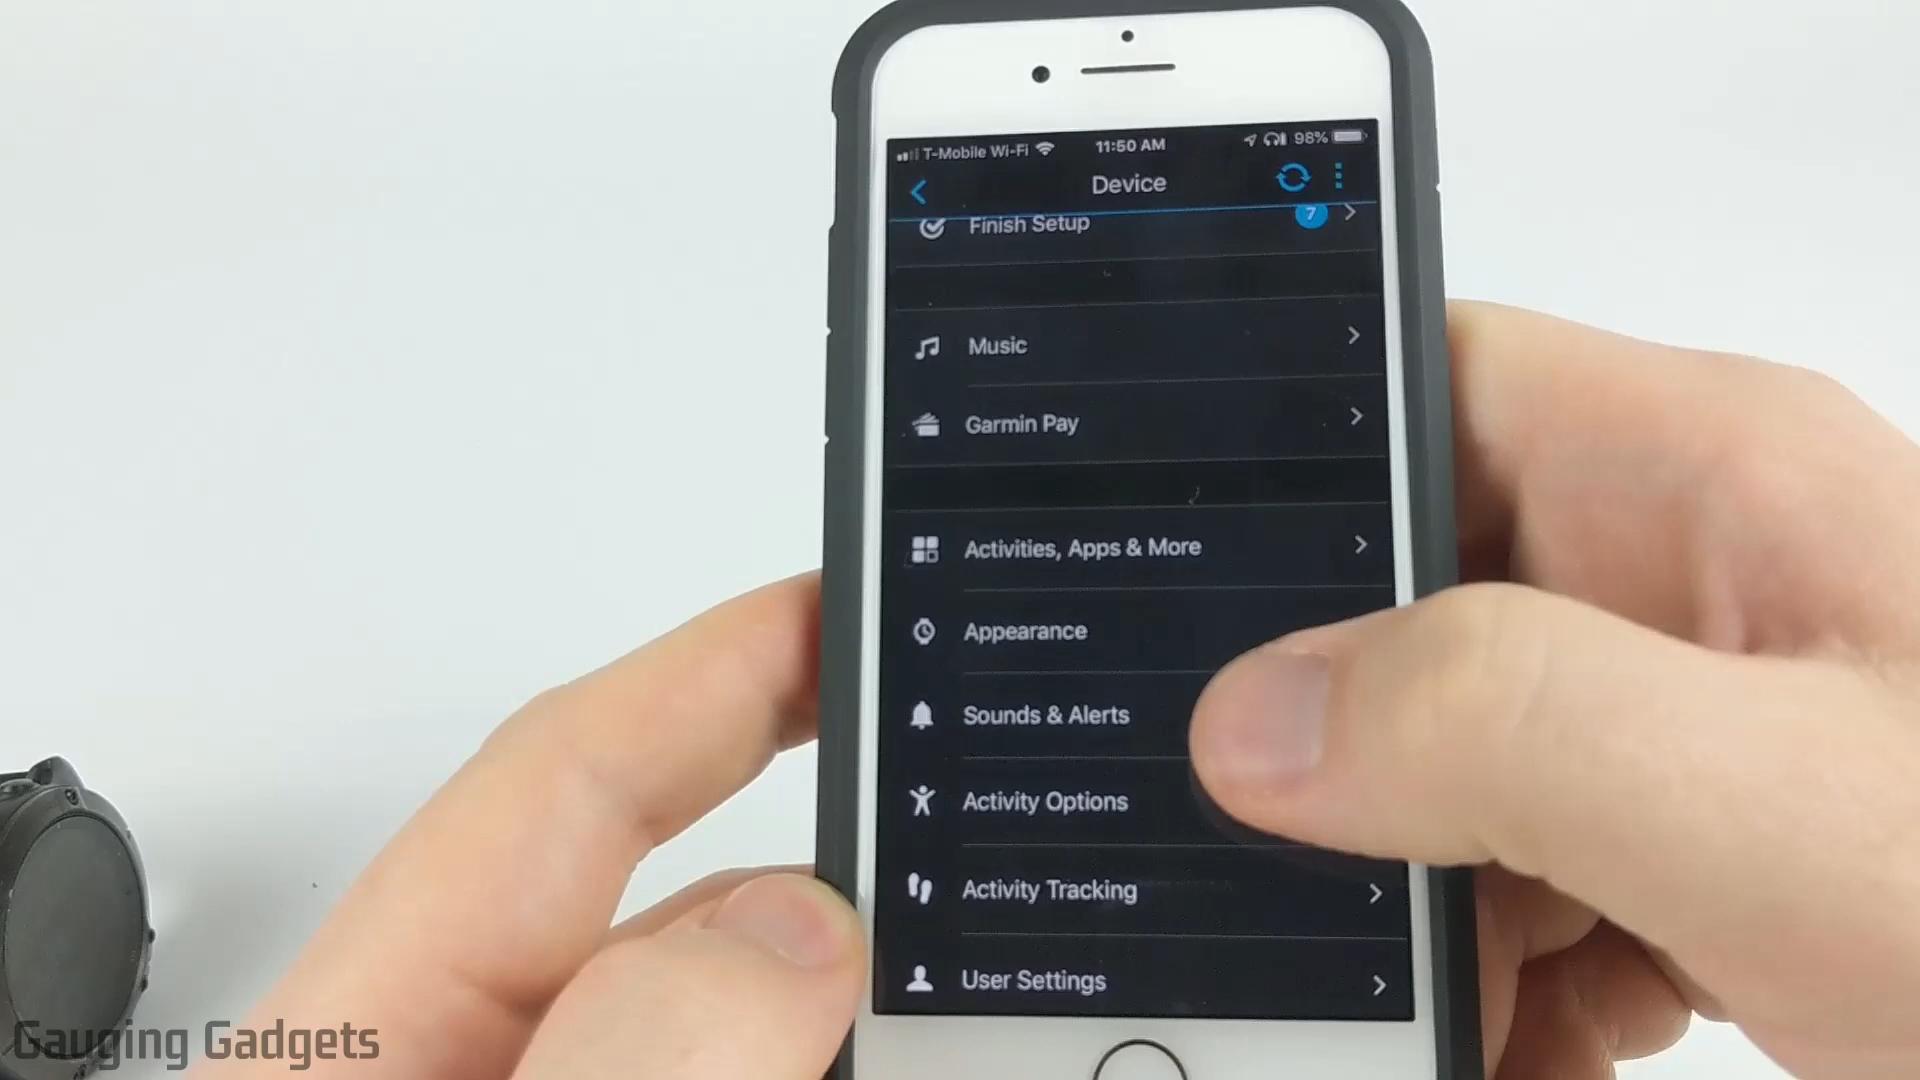 T-Mobile Wi-Fi 11:50 AM 98%
Device
Finish Setup 7
Music
Garmin Pay
Activities, Apps & More
Appearance
Sounds & Alerts
Activity Options
Activity Tracking
User Settings
Gauging Gadgets